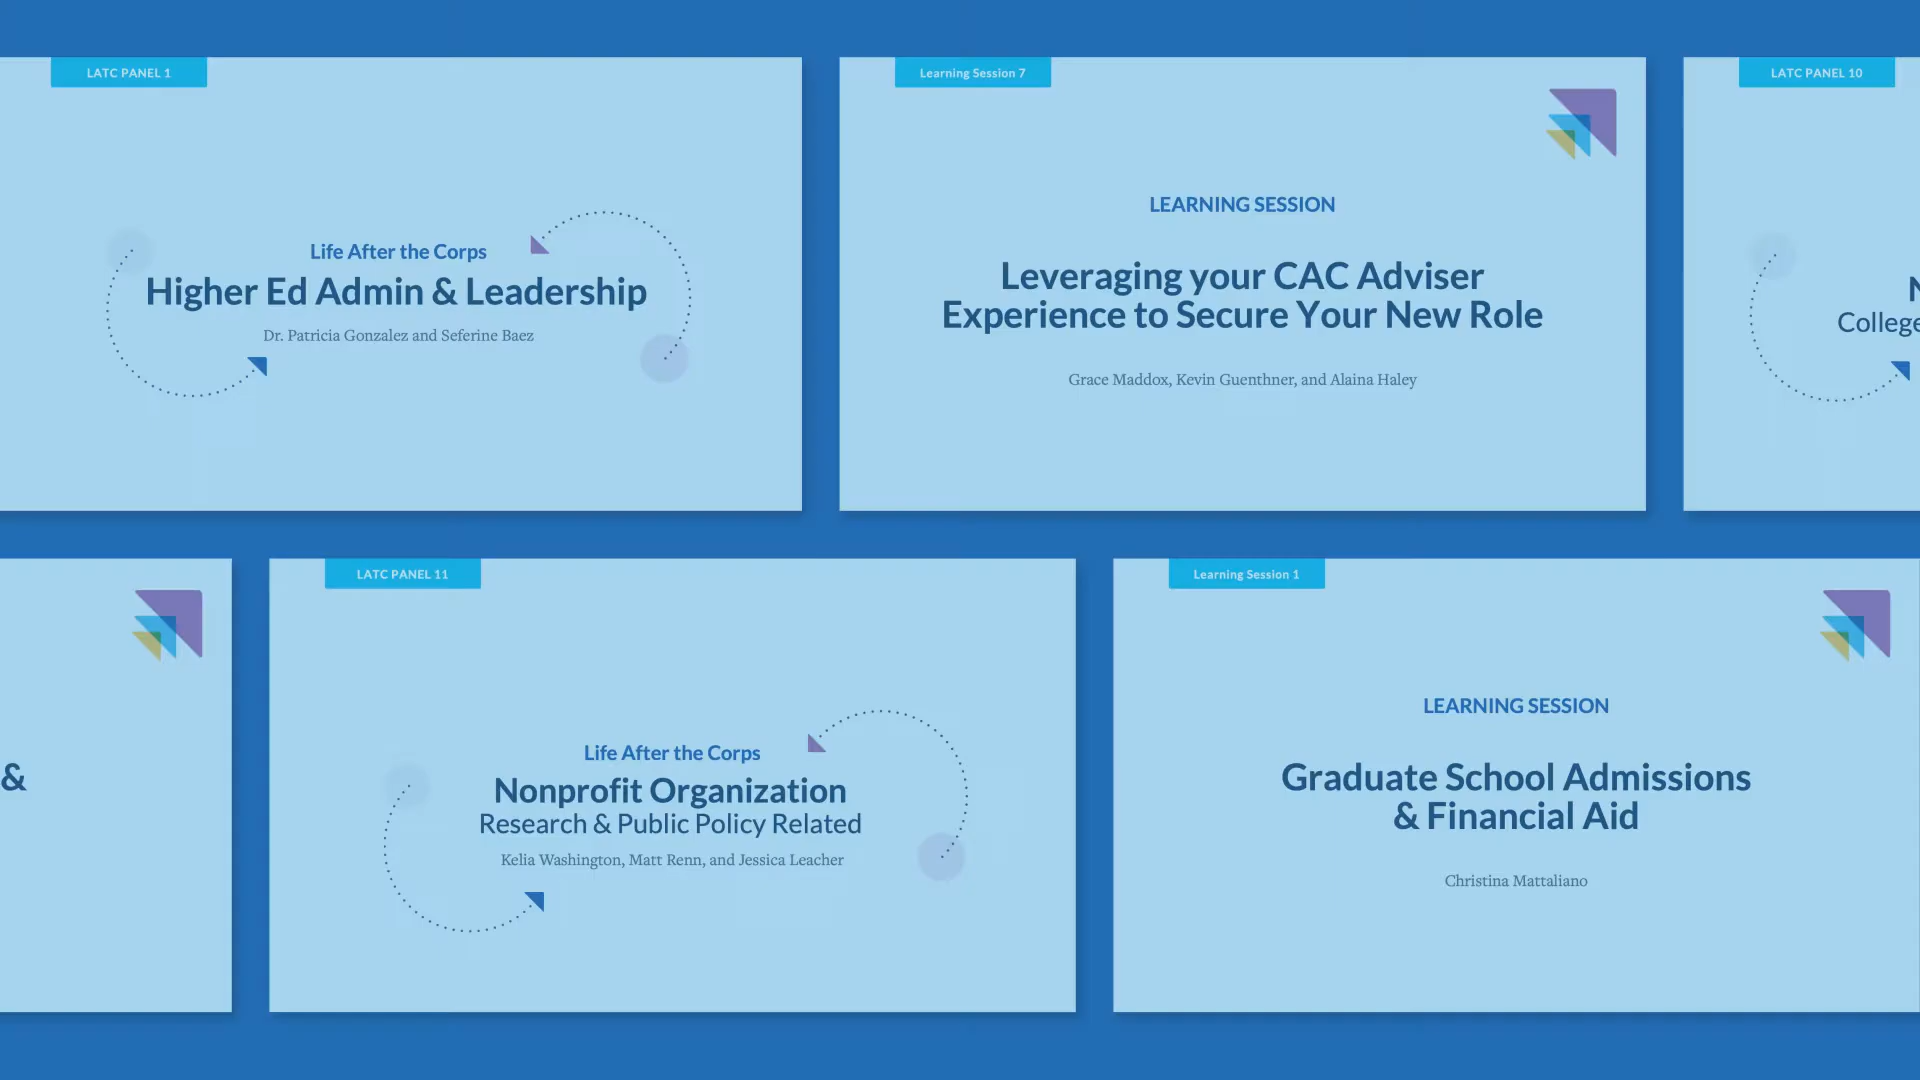 LATC PANEL 1
Life After the Corps
Higher Ed Admin & Leadership
Dr. Patricia Gonzalez and Seferine Baez
Learning Session 7
LEARNING SESSION
Leveraging your CAC Adviser
Experience to Secure Your New Role
Grace Maddox, Kevin Guenthner, and Alaina Haley
LATC PANEL 10
College
&
LATC PANEL 11
Life After the Corps
Nonprofit Organization
Research & Public Policy Related
Kelia Washington, Matt Renn, and Jessica Leacher
Learning Session 1
LEARNING SESSION
Graduate School Admissions
& Financial Aid
Christina Mattaliano